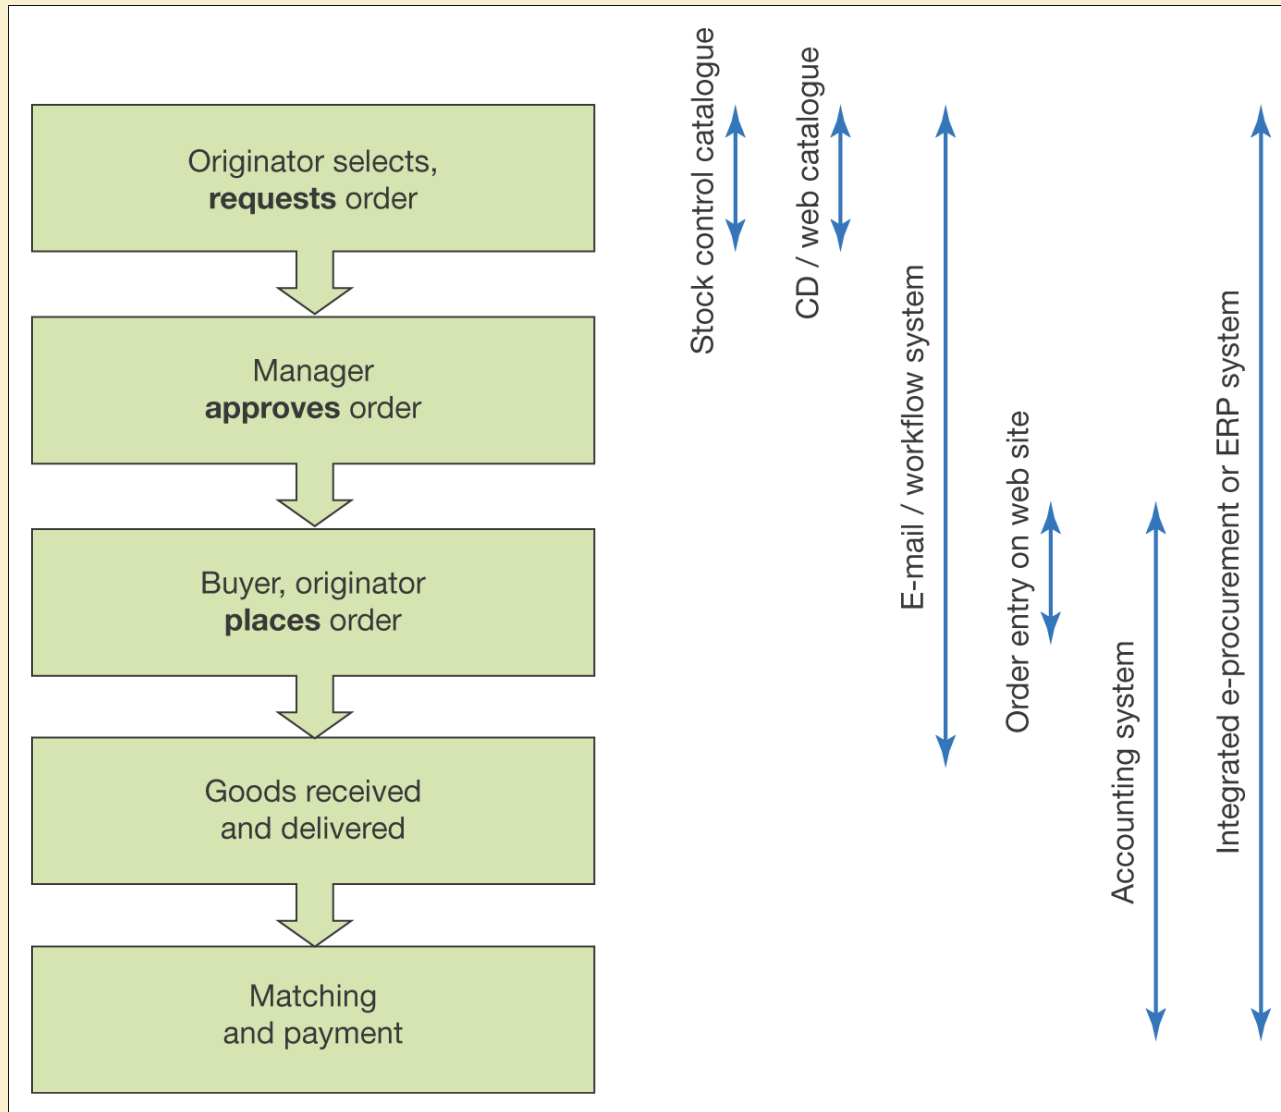 Originator selects,
requests order
Manager
approves order
Buyer, originator
places order
Goods received
and delivered
Matching
and payment
Stock control catalogue
CD / web catalogue
E-mail / workflow system
Order entry on web site
Accounting system
Integrated e-procurement or ERP system